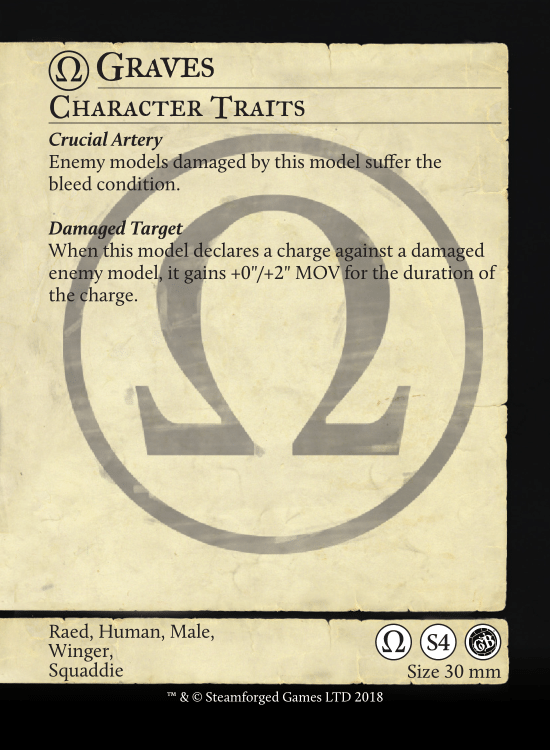 Ω Graves
Character Traits
Crucial Artery
Enemy models damaged by this model suffer the
bleed condition.
Damaged Target
When this model declares a charge against a damaged
enemy model, it gains +0"/+2" MOV for the duration of
the charge.
Ω
Raed, Human, Male,
Winger,
Squaddie
Ω S4 GB
Size 30 mm
™ & © Steamforged Games LTD 2018